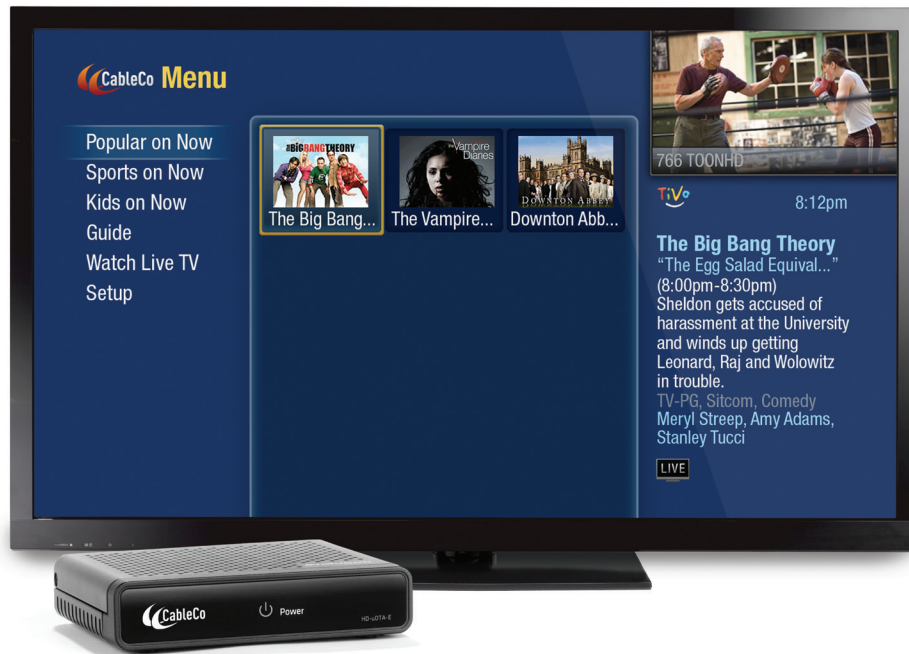 CableCo Menu
Popular on Now
Sports on Now
Kids on Now
Guide
Watch Live TV
Setup
THE BIG BANG THEORY
The Big Bang...
The Vampire Diaries
The Vampire...
DOWNTON ABBEY
Downton Abb...
766 TOONHD
TiVo
8:12pm
The Big Bang Theory
“The Egg Salad Equival...”
(8:00pm-8:30pm)
Sheldon gets accused of
harassment at the University
and winds up getting
Leonard, Raj and Wolowitz
in trouble.
TV-PG, Sitcom, Comedy
Meryl Streep, Amy Adams,
Stanley Tucci
LIVE
CableCo
Power
HD-uDTA-E